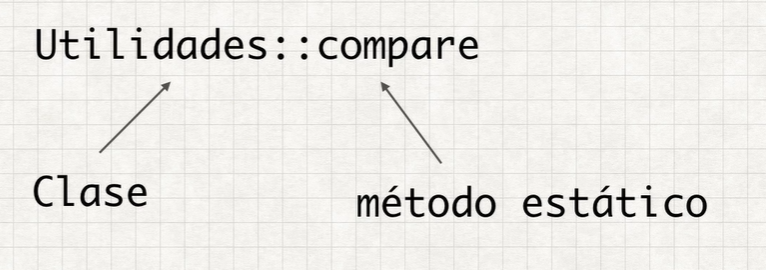 Utilidades::compare
Clase
método estático